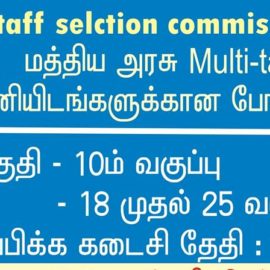 taff selction commis
மத்திய அரசு Multi-ta
னியிடங்களுக்கான போ
குதி - 10ம் வகுப்பு
- 18 முதல் 25 வ
பிக்க கடைசி தேதி :